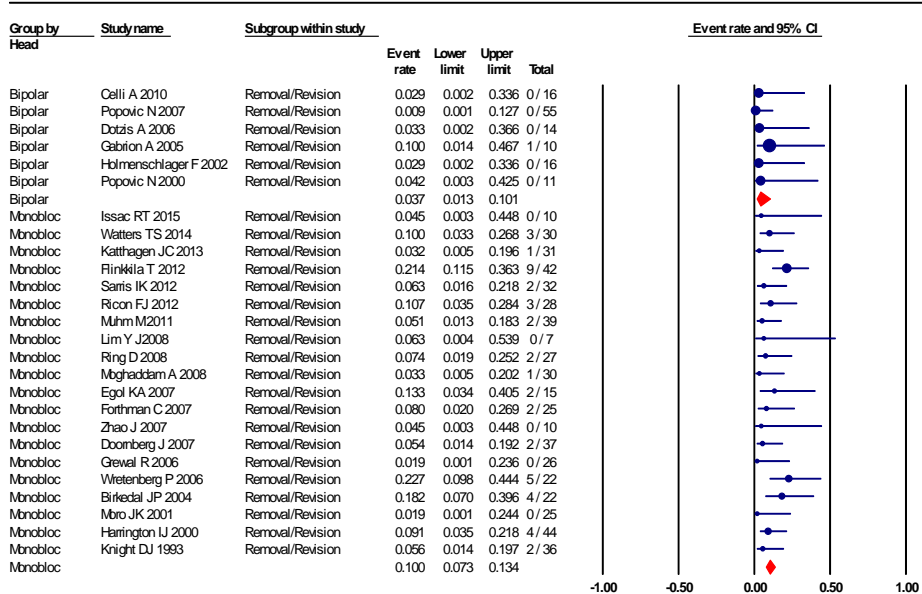 Group by Study name Subgroup within study Event rate and 95% CI
Head
Event Lower Upper
rate limit limit Total
Bipolar Celli A 2010 Removal/Revision 0.029 0.002 0.336 0 / 16
Bipolar Popovic N 2007 Removal/Revision 0.009 0.001 0.127 0 / 55
Bipolar Dotzis A 2006 Removal/Revision 0.033 0.002 0.366 0 / 14
Bipolar Gabrion A 2005 Removal/Revision 0.100 0.014 0.467 1 / 10
Bipolar Holmenschlager F 2002 Removal/Revision 0.029 0.002 0.336 0 / 16
Bipolar Popovic N 2000 Removal/Revision 0.042 0.003 0.425 0 / 11
Bipolar 0.037 0.013 0.101
Monobloc Issac RT 2015 Removal/Revision 0.045 0.003 0.448 0 / 10
Monobloc Watters TS 2014 Removal/Revision 0.100 0.033 0.268 3 / 30
Monobloc Katthagen JC 2013 Removal/Revision 0.032 0.005 0.196 1 / 31
Monobloc Flinkkila T 2012 Removal/Revision 0.214 0.115 0.363 9 / 42
Monobloc Sarris IK 2012 Removal/Revision 0.063 0.016 0.218 2 / 32
Monobloc Ricon FJ 2012 Removal/Revision 0.107 0.035 0.284 3 / 28
Monobloc Muhm M2011 Removal/Revision 0.051 0.013 0.183 2 / 39
Monobloc Lim Y J2008 Removal/Revision 0.063 0.004 0.539 0 / 7
Monobloc Ring D 2008 Removal/Revision 0.074 0.019 0.252 2 / 27
Monobloc Moghaddam A 2008 Removal/Revision 0.033 0.005 0.202 1 / 30
Monobloc Egol KA 2007 Removal/Revision 0.133 0.034 0.405 2 / 15
Monobloc Forthman C 2007 Removal/Revision 0.080 0.020 0.269 2 / 25
Monobloc Zhao J 2007 Removal/Revision 0.045 0.003 0.448 0 / 10
Monobloc Doornberg J 2007 Removal/Revision 0.054 0.014 0.192 2 / 37
Monobloc Grewal R 2006 Removal/Revision 0.019 0.001 0.236 0 / 26
Monobloc Wretenberg P 2006 Removal/Revision 0.227 0.098 0.444 5 / 22
Monobloc Birkedal JP 2004 Removal/Revision 0.182 0.070 0.396 4 / 22
Monobloc Moro JK 2001 Removal/Revision 0.019 0.001 0.244 0 / 25
Monobloc Harrington IJ 2000 Removal/Revision 0.091 0.035 0.218 4 / 44
Monobloc Knight DJ 1993 Removal/Revision 0.056 0.014 0.197 2 / 36
Monobloc 0.100 0.073 0.134
-1.00 -0.50 0.00 0.50 1.00